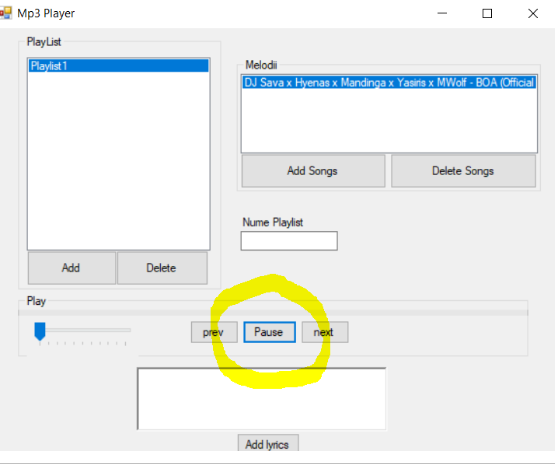 Mp3 Player
PlayList
Playlist1
Melodii
DJ Sava x Hyenas x Mandinga x Yasiris x MWolf - BOA (Official
Add Songs
Delete Songs
Nume Playlist
Add
Delete
Play
prev
Pause
next
Add lyrics